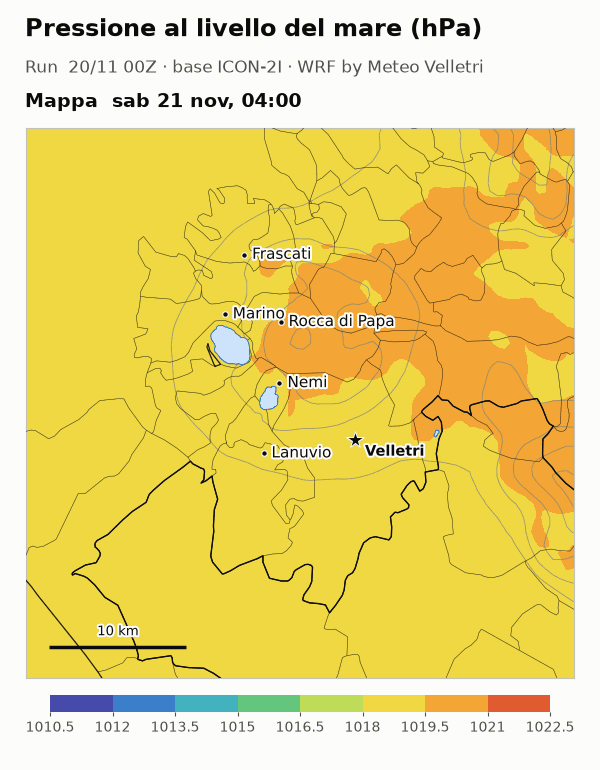 Pressione al livello del mare (hPa)
Run  20/11 00Z · base ICON-2I · WRF by Meteo Velletri
Mappa  sab 21 nov, 04:00
Frascati
Marino
Rocca di Papa
Nemi
Velletri
Lanuvio
10 km
1010.5 1012 1013.5 1015 1016.5 1018 1019.5 1021 1022.5